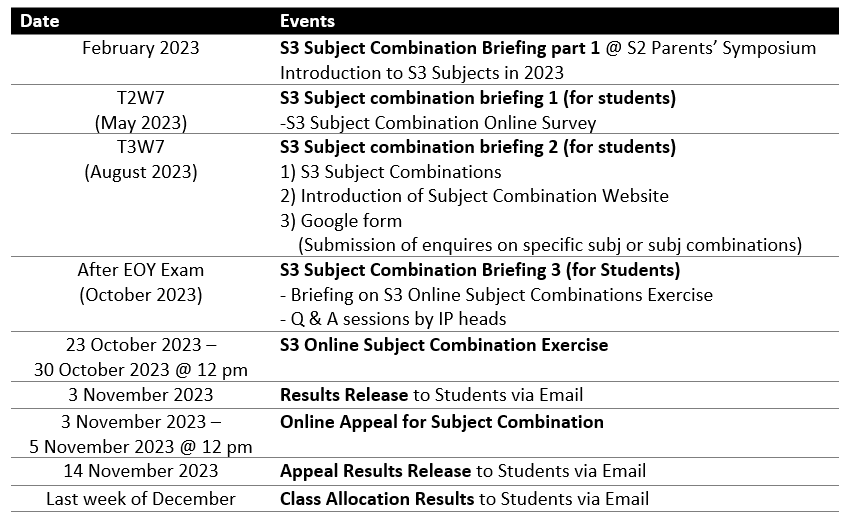 Date Events
February 2023 S3 Subject Combination Briefing part 1 @ S2 Parents’ Symposium
Introduction to S3 Subjects in 2023
T2W7 S3 Subject combination briefing 1 (for students)
(May 2023) -S3 Subject Combination Online Survey
T3W7 S3 Subject combination briefing 2 (for students)
(August 2023) 1) S3 Subject Combinations
2) Introduction of Subject Combination Website
3) Google form
(Submission of enquires on specific subj or subj combinations)
After EOY Exam S3 Subject Combination Briefing 3 (for Students)
(October 2023) - Briefing on S3 Online Subject Combinations Exercise
- Q & A sessions by IP heads
23 October 2023 – S3 Online Subject Combination Exercise
30 October 2023 @ 12 pm
3 November 2023 Results Release to Students via Email
3 November 2023 – Online Appeal for Subject Combination
5 November 2023 @ 12 pm
14 November 2023 Appeal Results Release to Students via Email
Last week of December Class Allocation Results to Students via Email